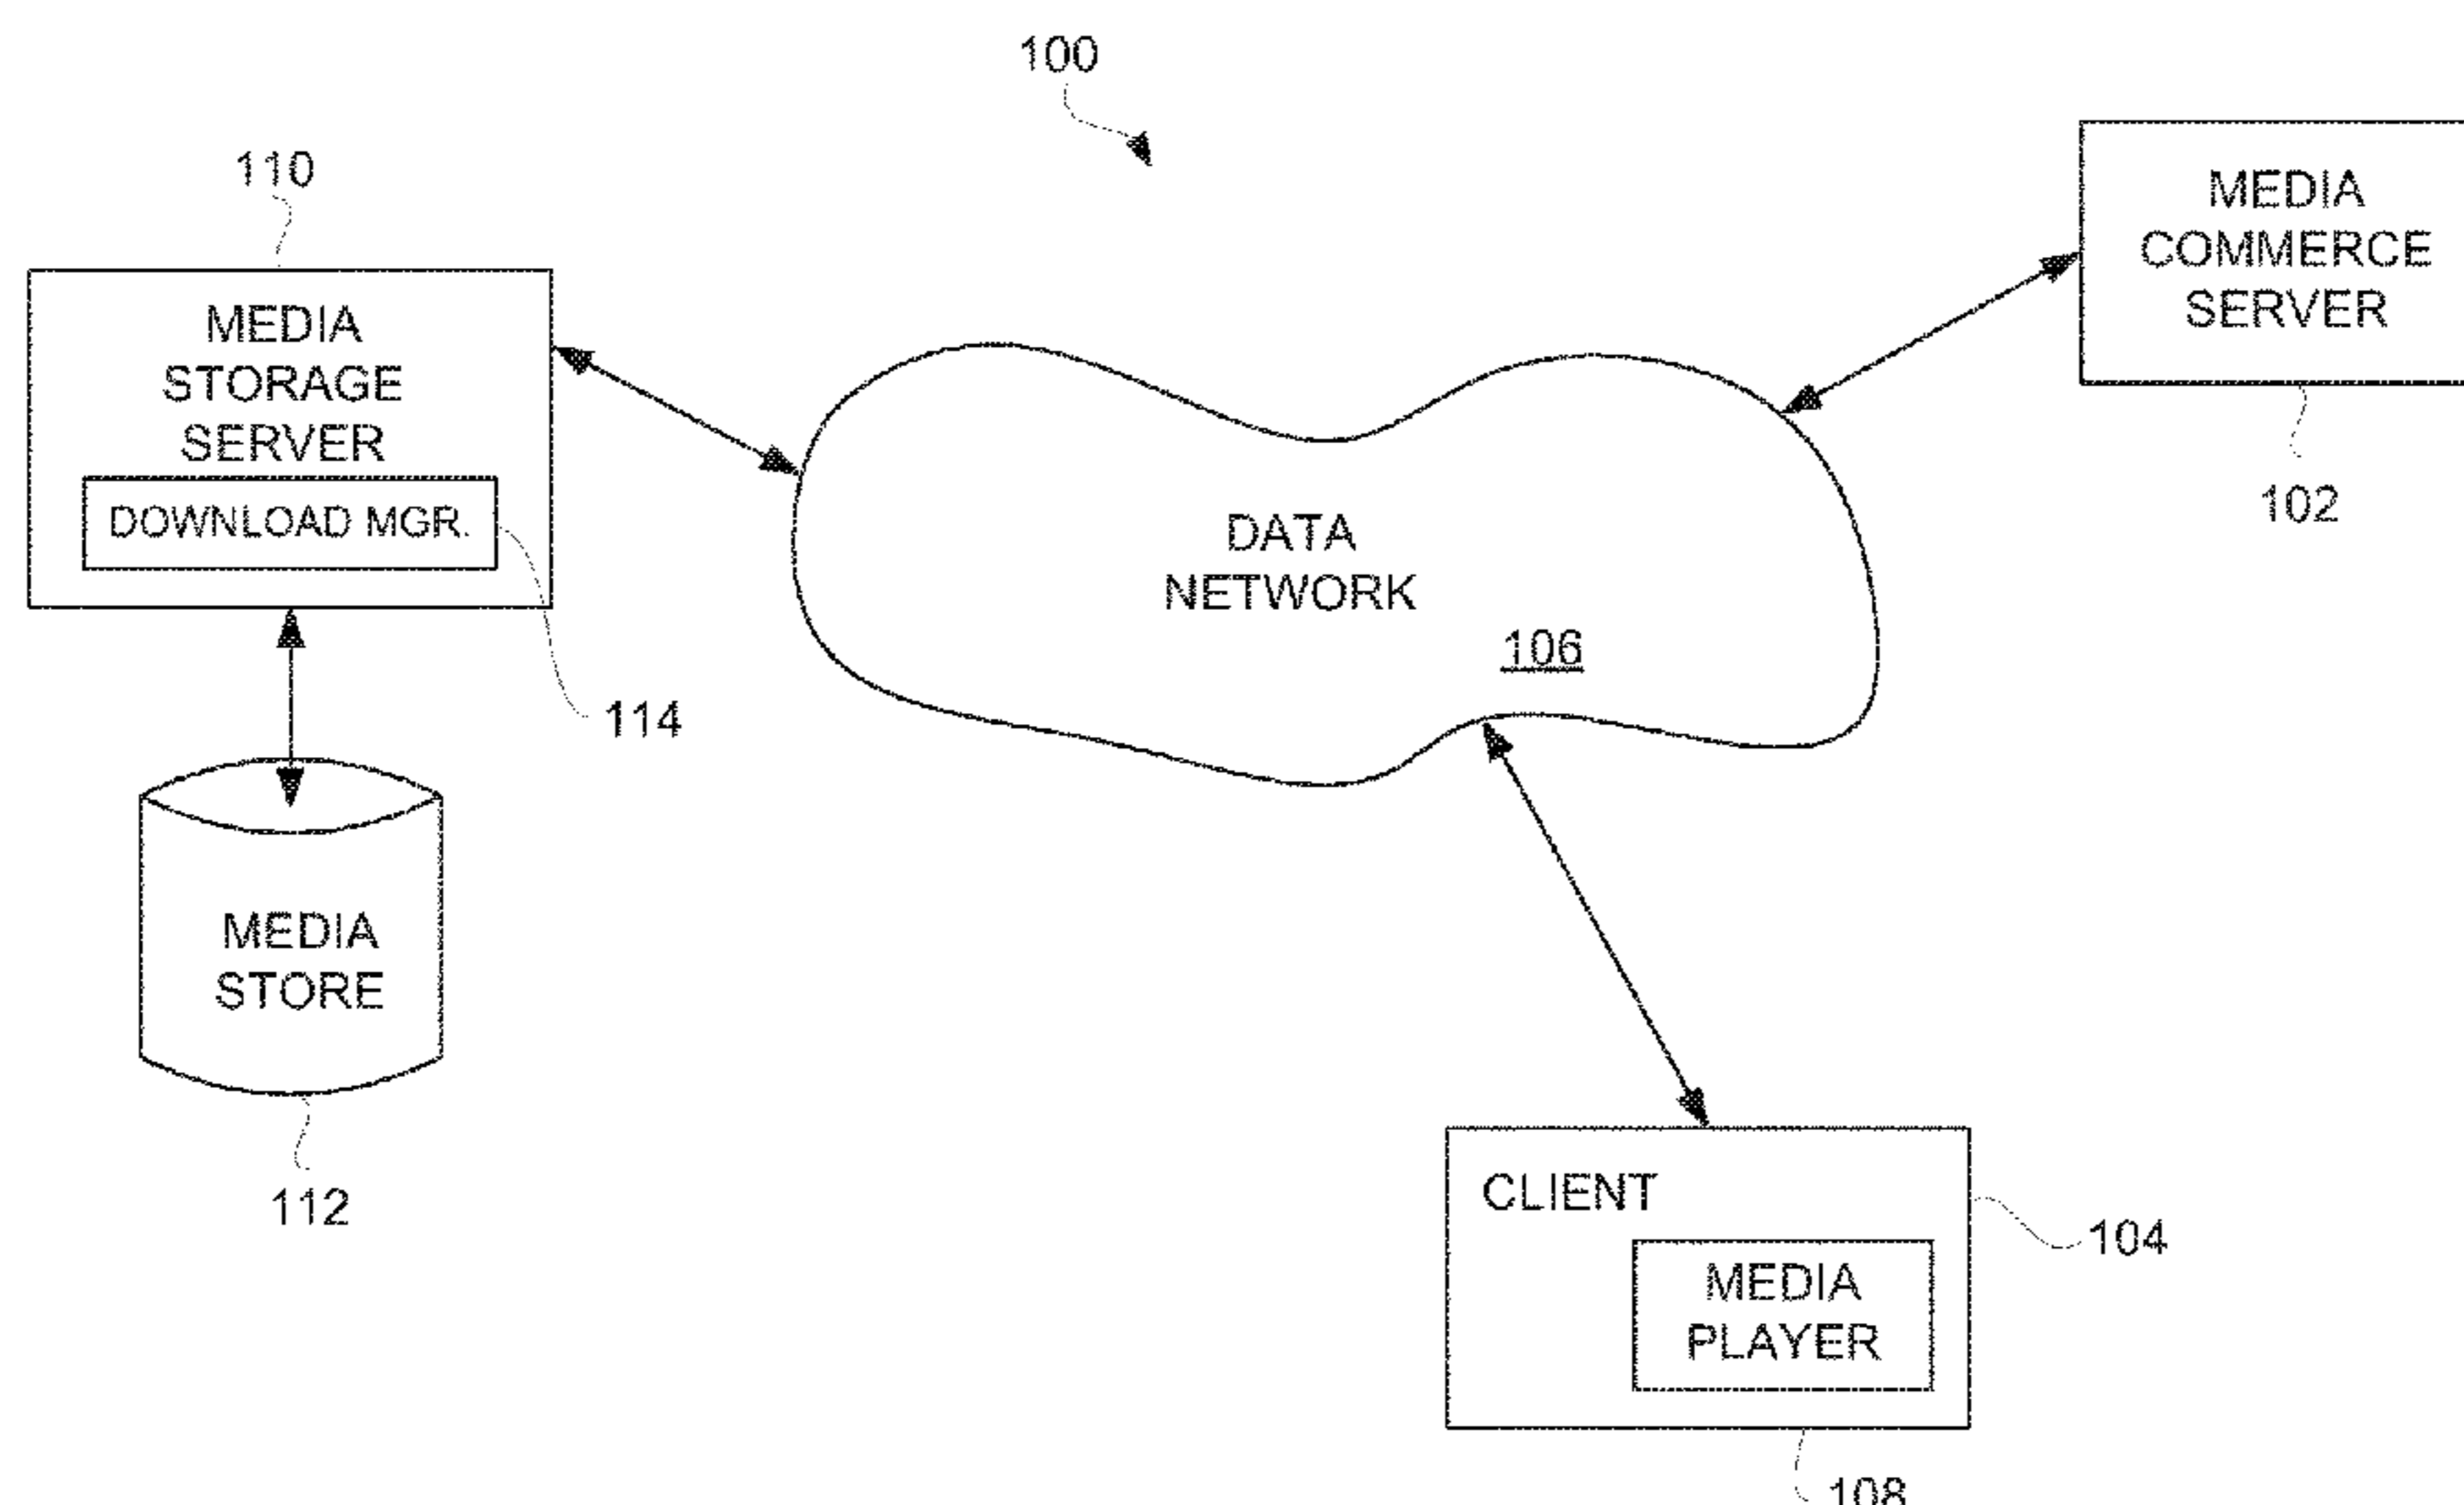 100
110
MEDIA
STORAGE
SERVER
DOWNLOAD MGR.
114
MEDIA
STORE
112
DATA
NETWORK
106
MEDIA
COMMERCE
SERVER
102
CLIENT
104
MEDIA
PLAYER
108